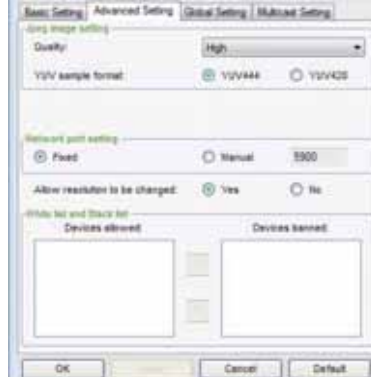 Basic Setting Advanced Setting Global Setting Multicast Setting
Jpeg image setting
Quality: High
YUV sample format: YUV444 YUV420
Network port setting
Fixed Manual 5900
Allow resolution to be changed: Yes No
White list and Black list
Devices allowed: Devices banned:
OK Cancel Default